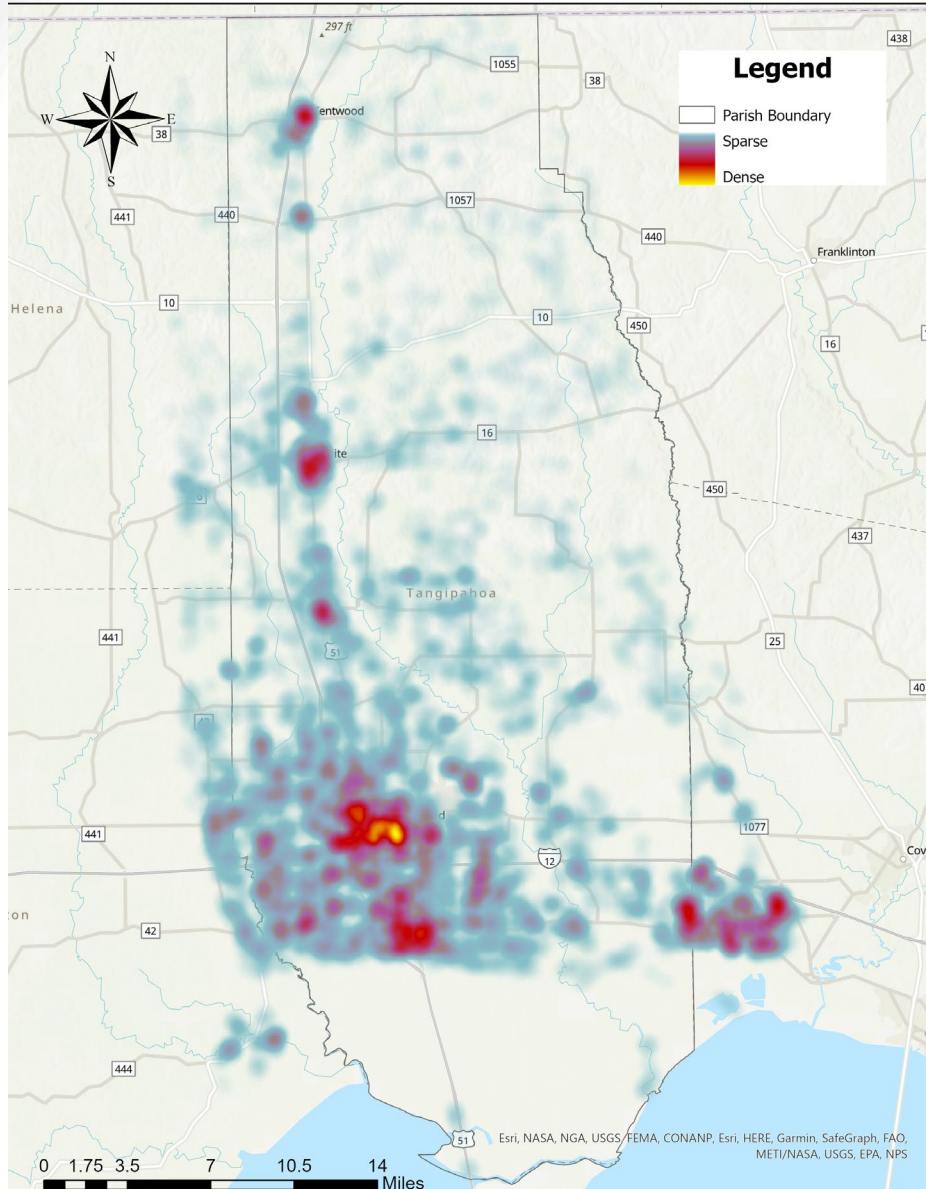 297 ft
438
1055
38
N
W
E
S
38
Legend
Parish Boundary
Sparse
Dense
entwood
1057
441
440
440
Franklinton
10
Helena
10
450
16
16
ite
450
437
Tangipahoa
441
51
25
40
441
d
1077
12
Cov
ton
42
444
51
Esri, NASA, NGA, USGS, FEMA, CONANP, Esri, HERE, Garmin, SafeGraph, FAO,
METI/NASA, USGS, EPA, NPS
0 1.75 3.5 7 10.5 14
Miles